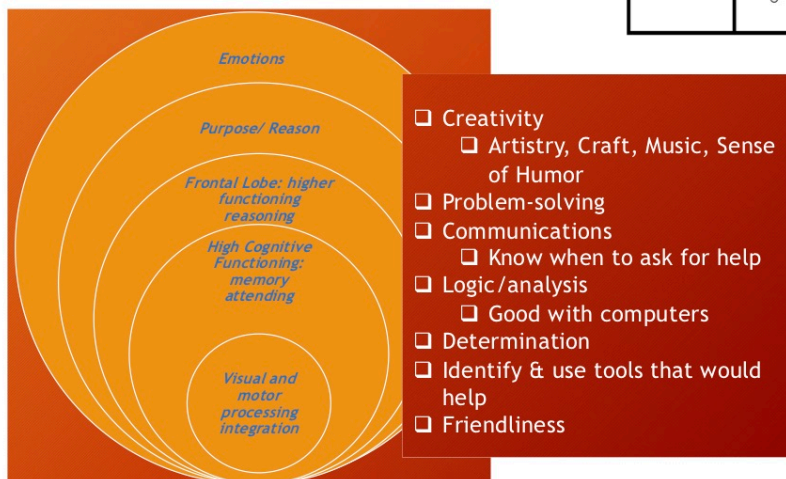 Emotions
Purpose/ Reason
Frontal Lobe: higher
functioning
reasoning
High Cognitive
Functioning:
memory
attending
Visual and
motor
processing
integration
❑ Creativity
❑ Artistry, Craft, Music, Sense
of Humor
❑ Problem-solving
❑ Communications
❑ Know when to ask for help
❑ Logic/analysis
❑ Good with computers
❑ Determination
❑ Identify & use tools that would
help
❑ Friendliness